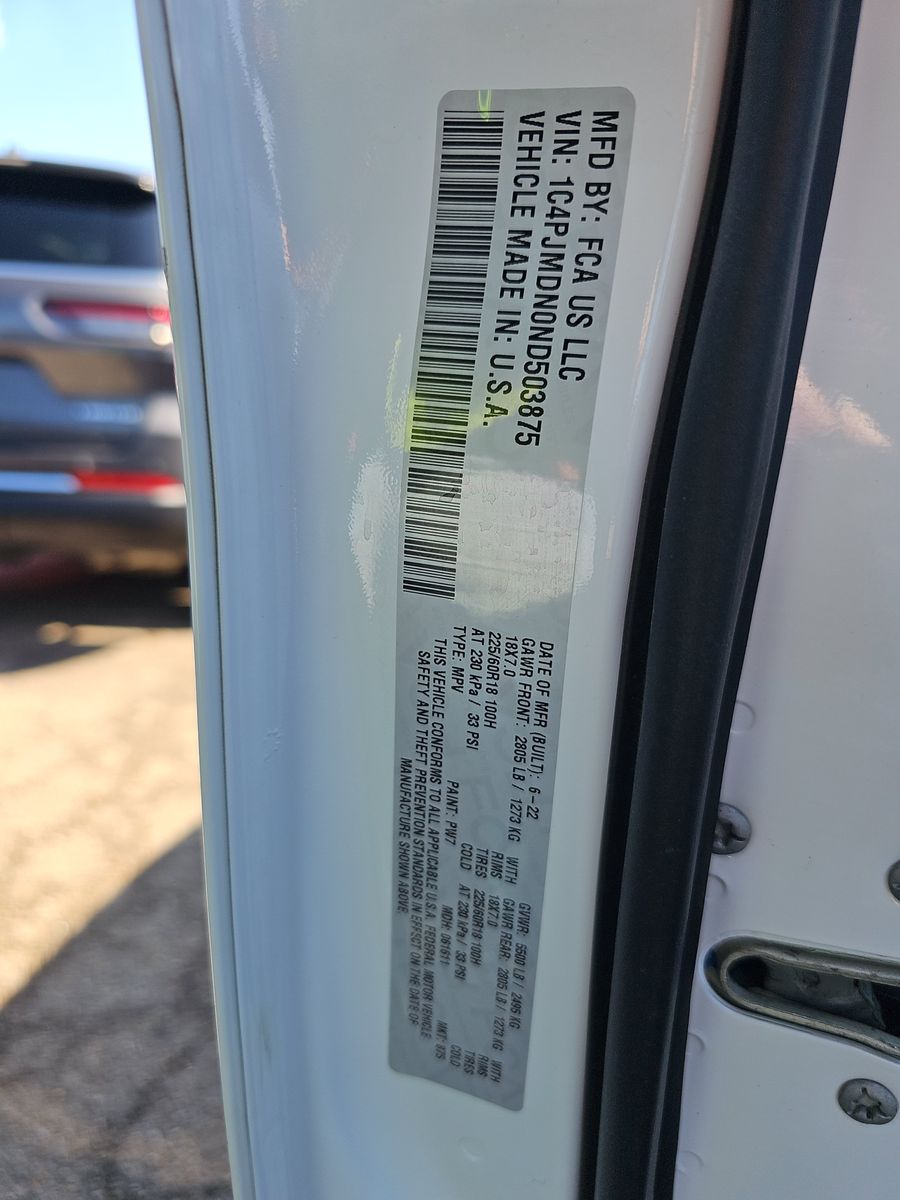 MFD BY: FCA US LLC
VIN: 1C4PJMDN0ND503875
VEHICLE MADE IN: U.S.A.
DATE OF MFR (BUILT): 6-22 GVWR: 5500 LB / 2495 KG
GAWR FRONT: 2805 LB / 1273 KG WITH GAWR REAR: 2805 LB / 1273 KG WITH
18X7.0 RIMS 18X7.0 RIMS
225/60R18 100H TIRES 225/60R18 100H TIRES
AT 230 kPa / 33 PSI COLD AT 230 kPa / 33 PSI COLD
TYPE: MPV PAINT: PW7 MDH: 061511 MKT: 875
THIS VEHICLE CONFORMS TO ALL APPLICABLE U.S.A. FEDERAL MOTOR VEHICLE
SAFETY AND THEFT PREVENTION STANDARDS IN EFFECT ON THE DATE OF
MANUFACTURE SHOWN ABOVE.